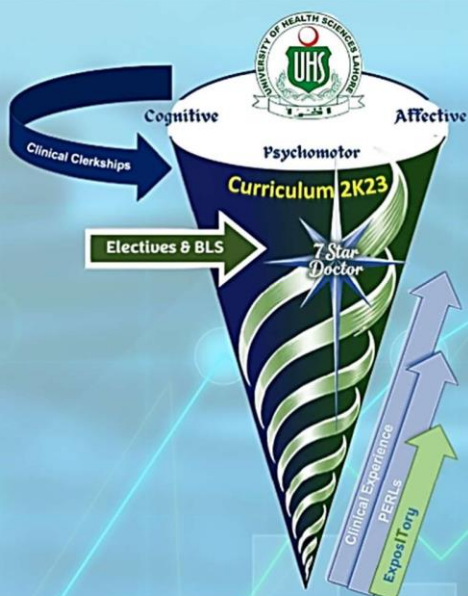 UNIVERSITY OF HEALTH SCIENCES LAHORE
UHS
Cognitive
Affective
Psychomotor
Clinical Clerkships
Curriculum 2K23
Electives & BLS
7 Star
Doctor
Clinical Experience
PERLs
ExposITory